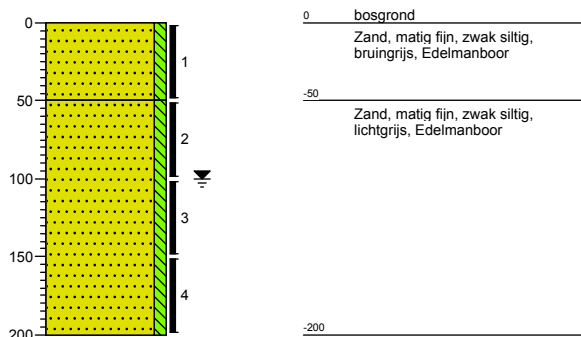 0
1
50
2
100
3
150
4
200
0 bosgrond
Zand, matig fijn, zwak siltig,
bruingrijs, Edelmanboor
-50
Zand, matig fijn, zwak siltig,
lichtgrijs, Edelmanboor
-200